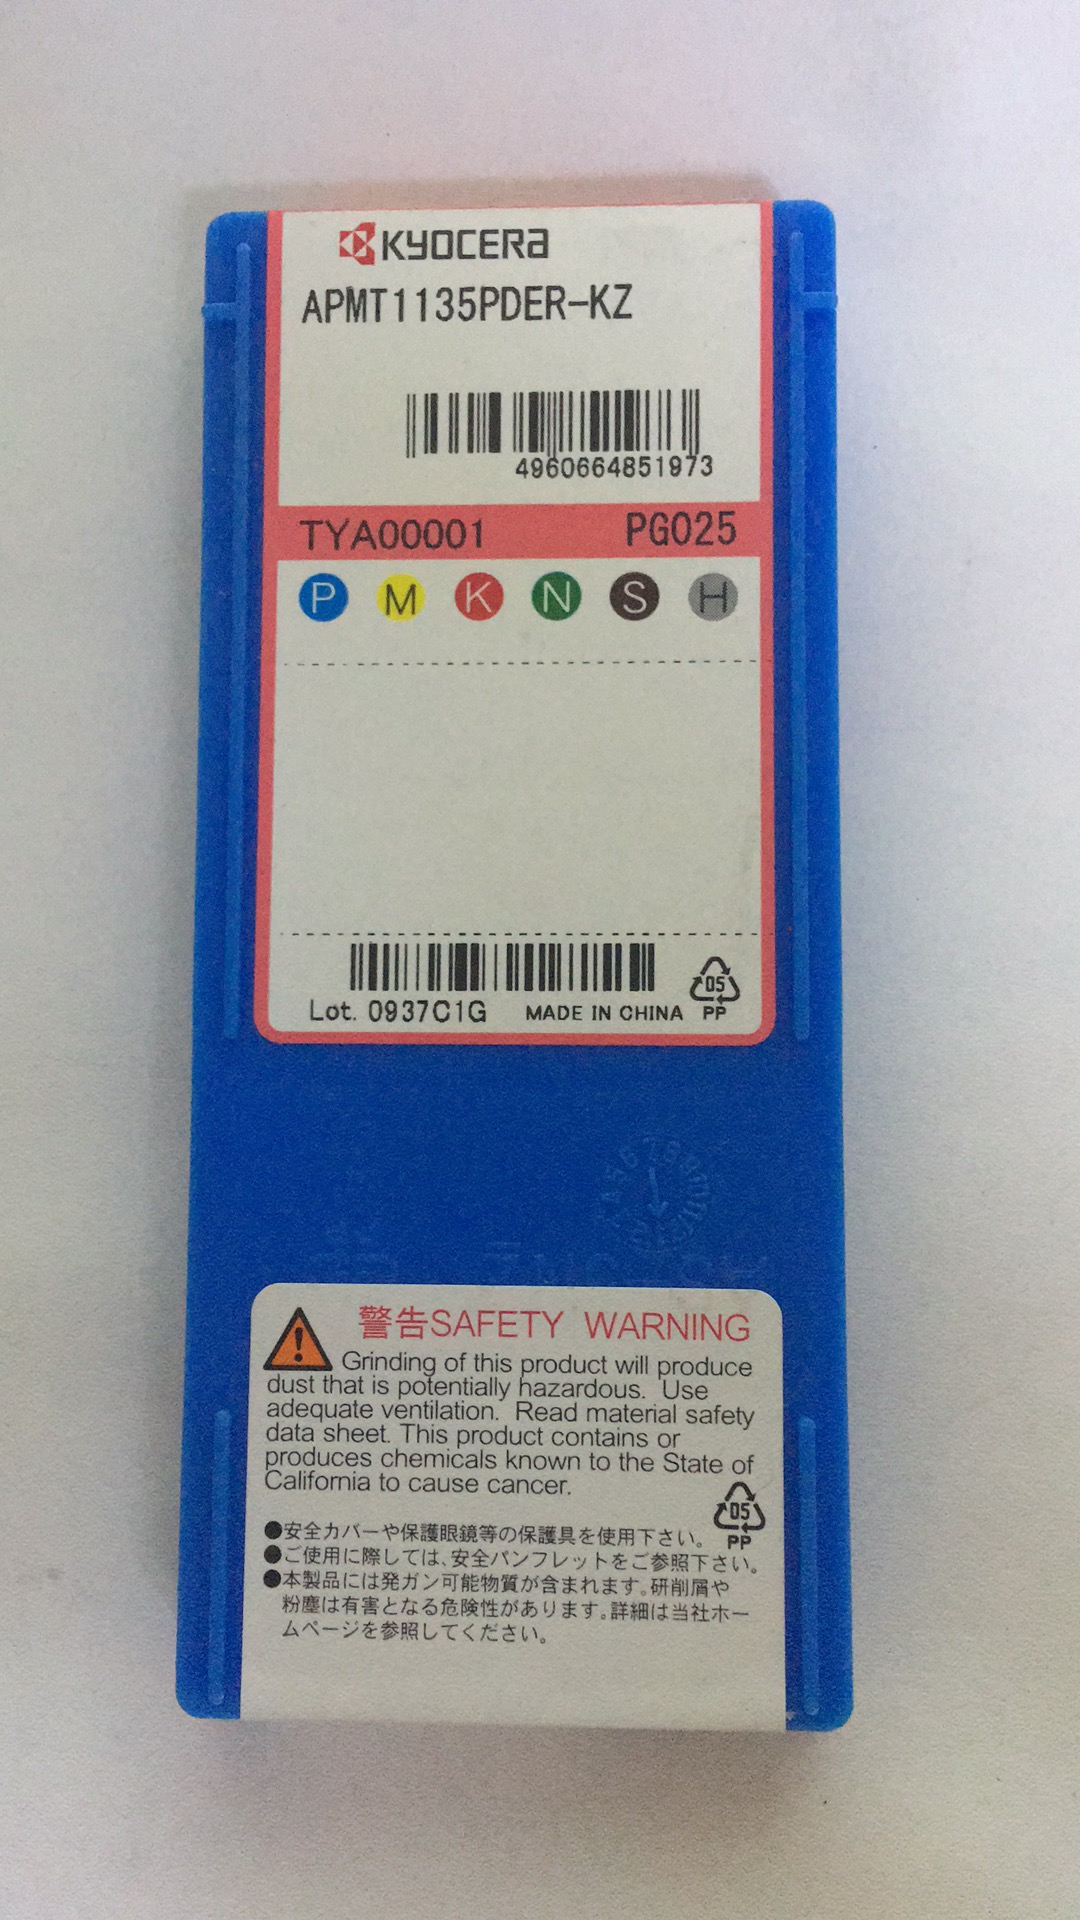 KYOCERA
APMT1135PDER-KZ
4960664851973
TYA00001 PG025
P M K N S H
Lot. 0937C1G MADE IN CHINA
05
PP
警告SAFETY WARNING
Grinding of this product will produce
dust that is potentially hazardous. Use
adequate ventilation. Read material safety
data sheet. This product contains or
produces chemicals known to the State of
California to cause cancer.
05
PP
●安全カバーや保護眼鏡等の保護具を使用下さい。
●ご使用に際しては、安全パンフレットをご参照下さい。
●本製品には発ガン可能物質が含まれます。研削屑や
粉塵は有害となる危険性があります。詳細は当社ホー
ムページを参照してください。